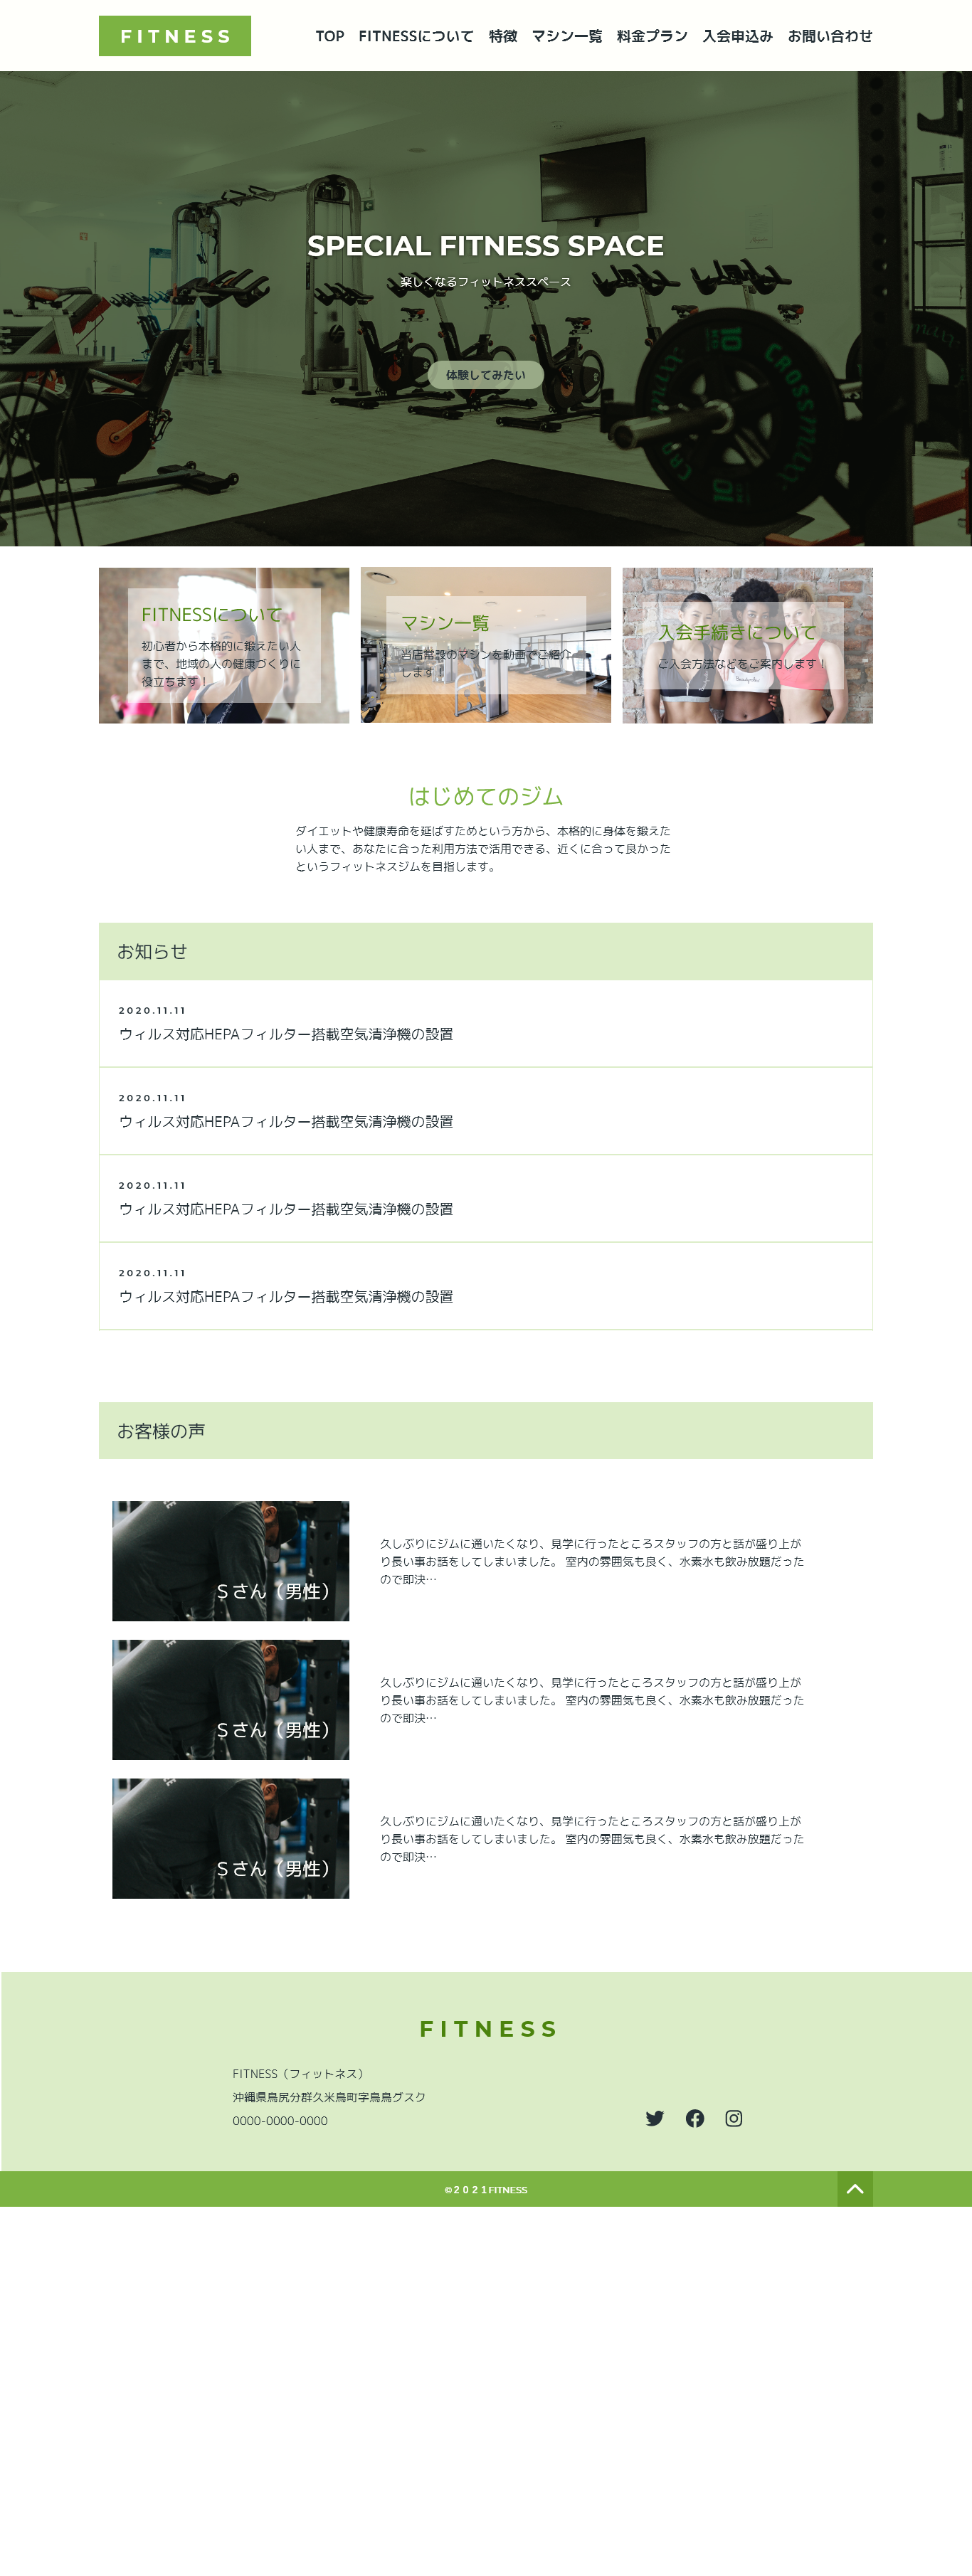 FITNESS
TOP FITNESSについて 特徴 マシン一覧 料金プラン 入会申込み お問い合わせ
SPECIAL FITNESS SPACE
楽しくなるフィットネススペース
体験してみたい
FITNESSについて
初心者から本格的に鍛えたい人
まで、地域の人の健康づくりに
役立ちます！
マシン一覧
当店常設のマシンを動画でご紹介
します！
入会手続きについて
ご入会方法などをご案内します！
はじめてのジム
ダイエットや健康寿命を延ばすためという方から、本格的に身体を鍛えた
い人まで、あなたに合った利用方法で活用できる、近くに合って良かった
というフィットネスジムを目指します。
お知らせ
2020.11.11
ウィルス対応HEPAフィルター搭載空気清浄機の設置
2020.11.11
ウィルス対応HEPAフィルター搭載空気清浄機の設置
2020.11.11
ウィルス対応HEPAフィルター搭載空気清浄機の設置
2020.11.11
ウィルス対応HEPAフィルター搭載空気清浄機の設置
お客様の声
Ｓさん（男性）
久しぶりにジムに通いたくなり、見学に行ったところスタッフの方と話が盛り上が
り長い事お話をしてしまいました。 室内の雰囲気も良く、水素水も飲み放題だった
ので即決…
Ｓさん（男性）
久しぶりにジムに通いたくなり、見学に行ったところスタッフの方と話が盛り上が
り長い事お話をしてしまいました。 室内の雰囲気も良く、水素水も飲み放題だった
ので即決…
Ｓさん（男性）
久しぶりにジムに通いたくなり、見学に行ったところスタッフの方と話が盛り上が
り長い事お話をしてしまいました。 室内の雰囲気も良く、水素水も飲み放題だった
ので即決…
FITNESS
FITNESS（フィットネス）
沖縄県鳥尻分群久米鳥町字鳥鳥グスク
0000-0000-0000
©２０２１FITNESS